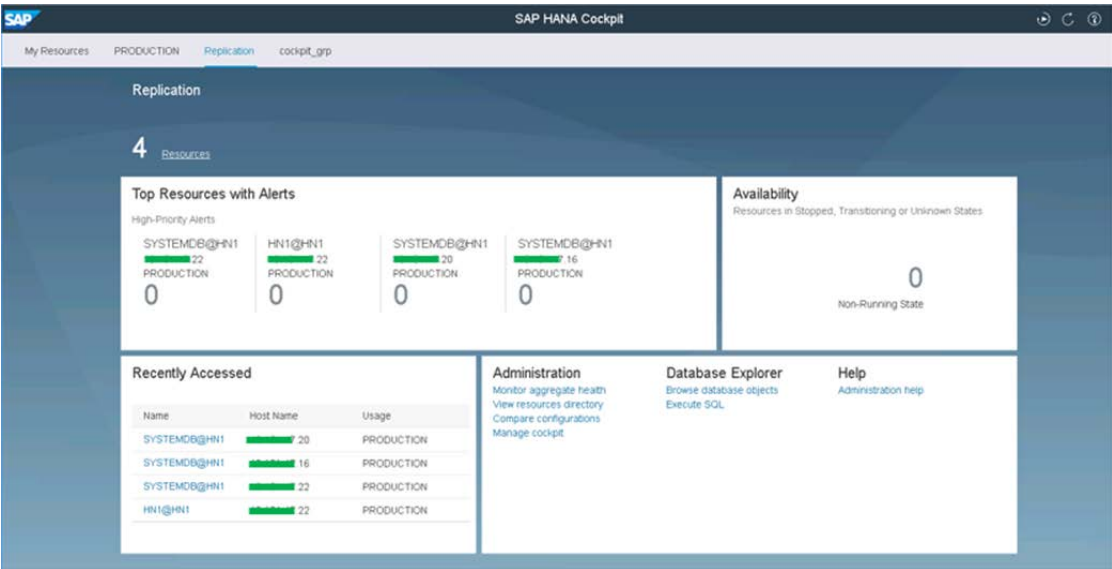 SAP
SAP HANA Cockpit
My Resources PRODUCTION Replication cockpit_grp
Replication
4 Resources
Top Resources with Alerts
High-Priority Alerts
SYSTEMDB@HN1 HN1@HN1 SYSTEMDB@HN1 SYSTEMDB@HN1
22 22 20 7.16
PRODUCTION PRODUCTION PRODUCTION PRODUCTION
0 0 0 0
Availability
Resources in Stopped, Transitioning or Unknown States
0
Non-Running State
Recently Accessed
Name Host Name Usage
SYSTEMDB@HN1 7.20 PRODUCTION
SYSTEMDB@HN1 .16 PRODUCTION
SYSTEMDB@HN1 22 PRODUCTION
HN1@HN1 22 PRODUCTION
Administration
Monitor aggregate health
View resources directory
Compare configurations
Manage cockpit
Database Explorer
Browse database objects
Execute SQL
Help
Administration help